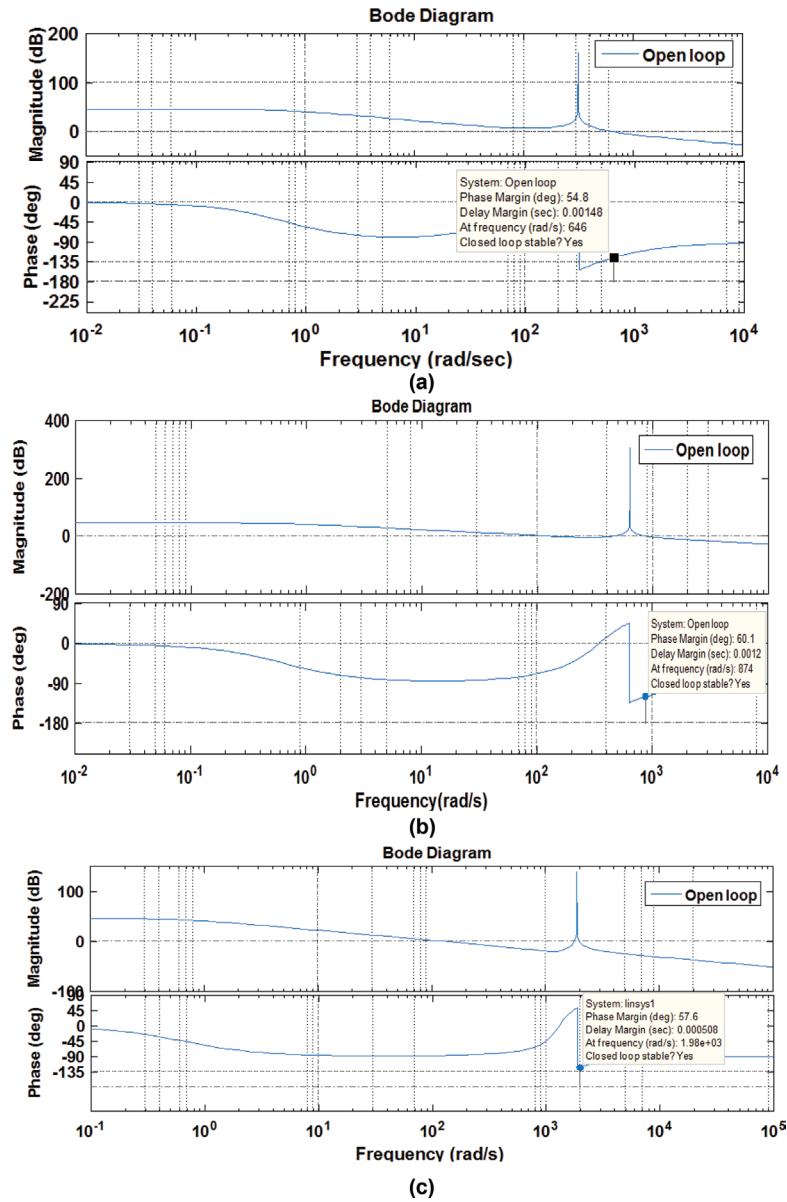 Bode Diagram
200
100
0
Magnitude (dB)
Open loop
90
45
0
-45
-90
-135
-180
-225
Phase (deg)
System: Open loop
Phase Margin (deg): 54.8
Delay Margin (sec): 0.00148
At frequency (rad/s): 646
Closed loop stable? Yes
10^-2 10^-1 10^0 10^1 10^2 10^3 10^4
Frequency (rad/sec)
(a)
Bode Diagram
400
200
0
-200
Magnitude (dB)
Open loop
90
0
-90
-180
Phase (deg)
System: Open loop
Phase Margin (deg): 60.1
Delay Margin (sec): 0.0012
At frequency (rad/s): 874
Closed loop stable? Yes
10^-2 10^-1 10^0 10^1 10^2 10^3 10^4
Frequency(rad/s)
(b)
Bode Diagram
100
0
-100
Magnitude (dB)
Open loop
90
45
0
-45
-90
-135
Phase (deg)
System: linsys1
Phase Margin (deg): 57.6
Delay Margin (sec): 0.000508
At frequency (rad/s): 1.98e+03
Closed loop stable? Yes
10^-1 10^0 10^1 10^2 10^3 10^4 10^5
Frequency (rad/s)
(c)